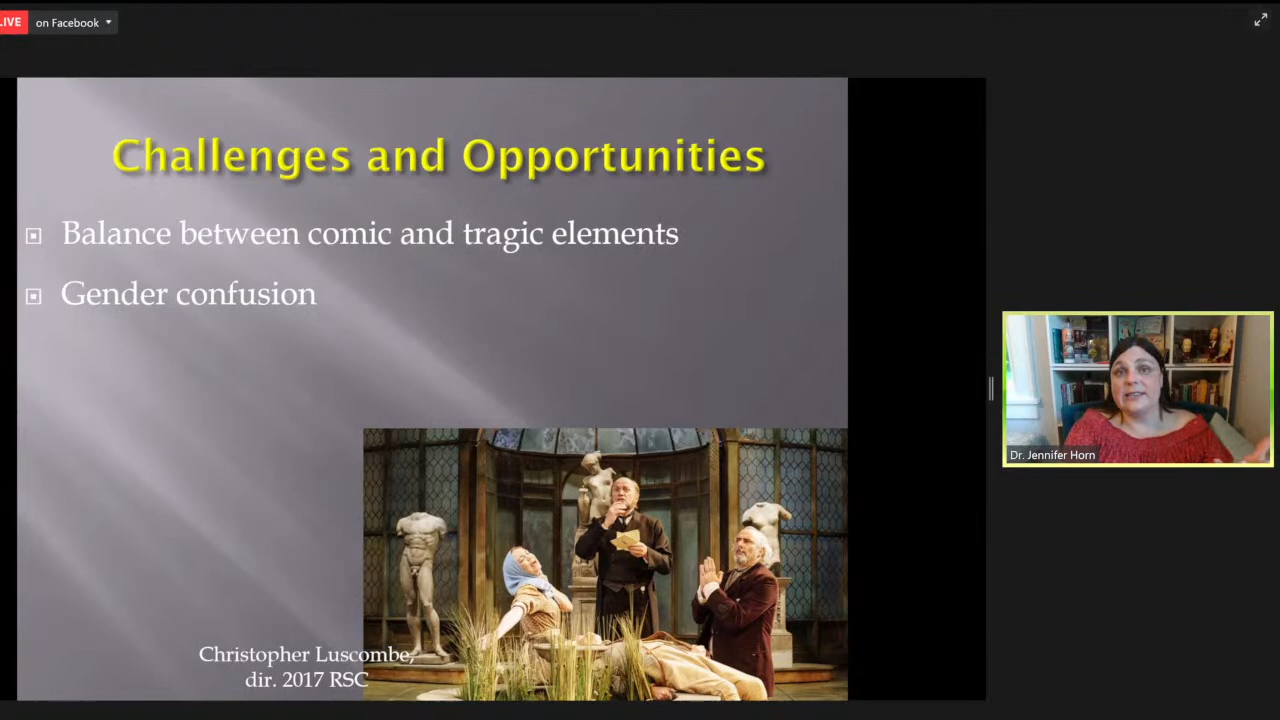 LIVE on Facebook
Challenges and Opportunities
Balance between comic and tragic elements
Gender confusion
Christopher Luscombe,
dir. 2017 RSC
Dr. Jennifer Horn